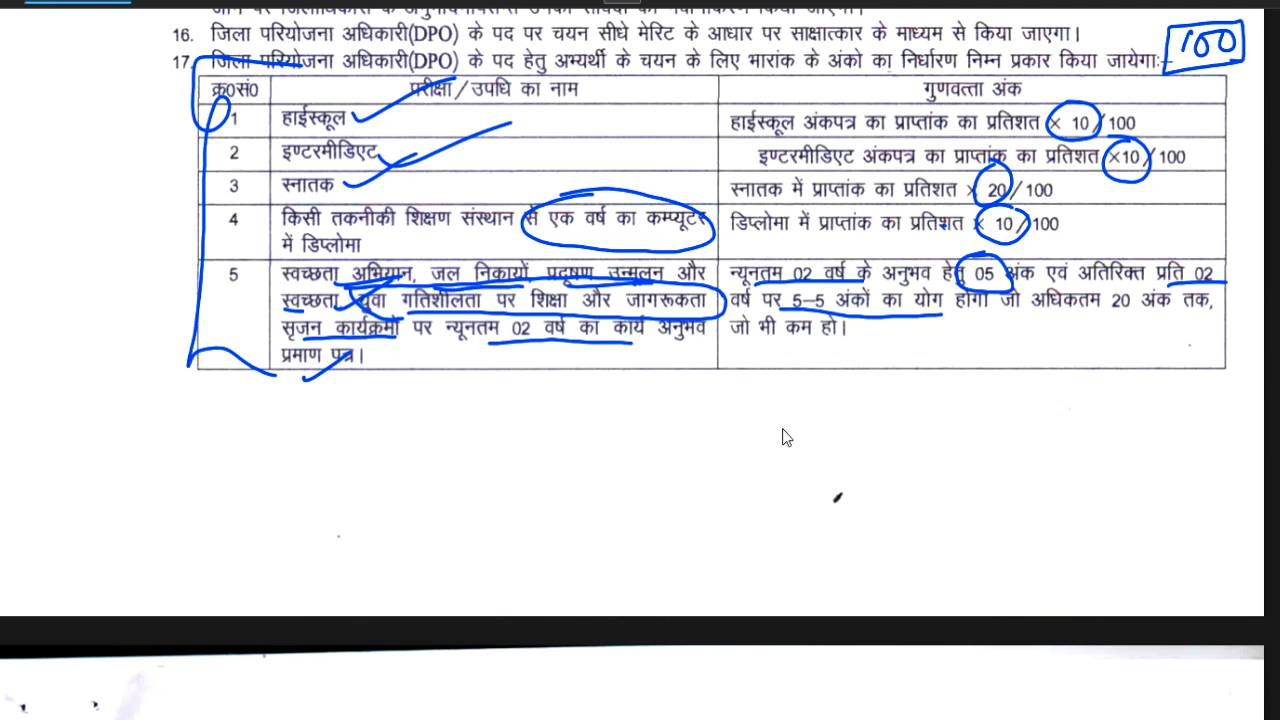 100
16. जिला परियोजना अधिकारी(DPO) के पद पर चयन सीधे मेरिट के आधार पर साक्षात्कार के माध्यम से किया जाएगा।
17. जिला परियोजना अधिकारी(DPO) के पद हेतु अभ्यर्थी के चयन के लिए भारांक के अंको का निर्धारण निम्न प्रकार किया जायेगाः–
क्र0सं0 परीक्षा/उपधि का नाम गुणवत्ता अंक
1 हाईस्कूल हाईस्कूल अंकपत्र का प्राप्तांक का प्रतिशत × 10/100
2 इण्टरमीडिएट इण्टरमीडिएट अंकपत्र का प्राप्तांक का प्रतिशत ×10/100
3 स्नातक स्नातक में प्राप्तांक का प्रतिशत × 20/100
4 किसी तकनीकी शिक्षण संस्थान से एक वर्ष का कम्प्यूटर डिप्लोमा में प्राप्तांक का प्रतिशत × 10/100
में डिप्लोमा
5 स्वच्छता अभियान, जल निकायों प्रदूषण उन्मूलन और न्यूनतम 02 वर्ष के अनुभव हेतु 05 अंक एवं अतिरिक्त प्रति 02
स्वच्छता युवा गतिशीलता पर शिक्षा और जागरूकता वर्ष पर 5–5 अंकों का योग होगा जो अधिकतम 20 अंक तक,
सृजन कार्यक्रमों पर न्यूनतम 02 वर्ष का कार्य अनुभव जो भी कम हो।
प्रमाण पत्र।